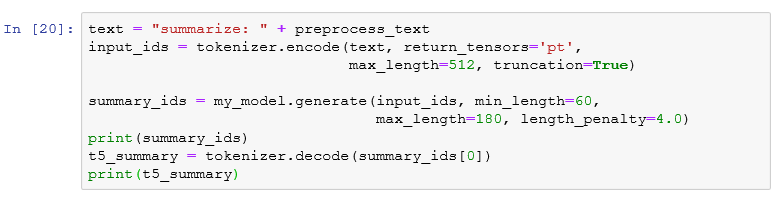 In [20]: text = "summarize: " + preprocess_text
input_ids = tokenizer.encode(text, return_tensors='pt',
                             max_length=512, truncation=True)

summary_ids = my_model.generate(input_ids, min_length=60,
                                max_length=180, length_penalty=4.0)
print(summary_ids)
t5_summary = tokenizer.decode(summary_ids[0])
print(t5_summary)